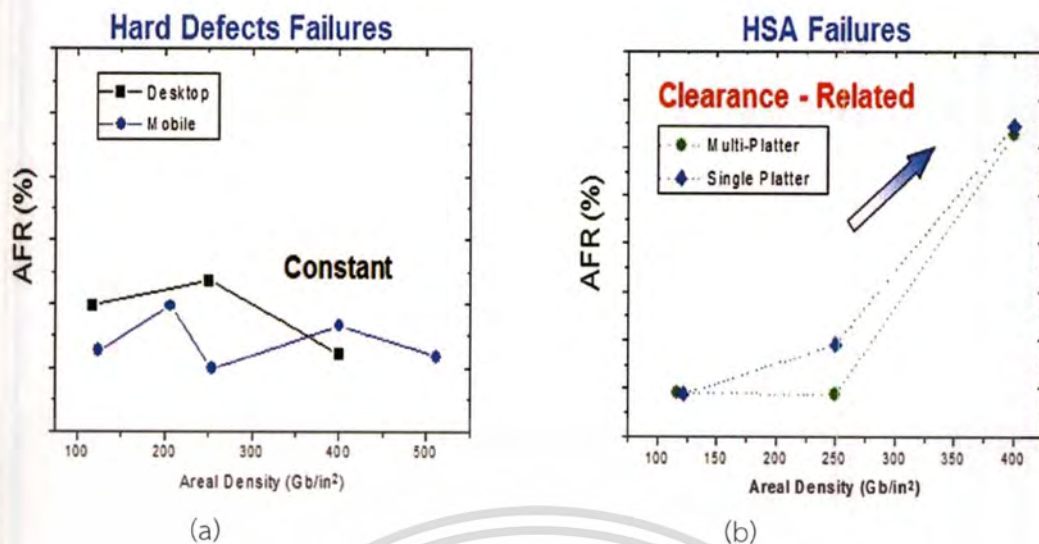 Hard Defects Failures
Desktop
Mobile
Constant
AFR (%)
100 200 300 400 500
Areal Density (Gb/in²)
(a)
HSA Failures
Clearance - Related
Multi-Platter
Single Platter
AFR (%)
100 150 200 250 300 350 400
Areal Density (Gb/in²)
(b)